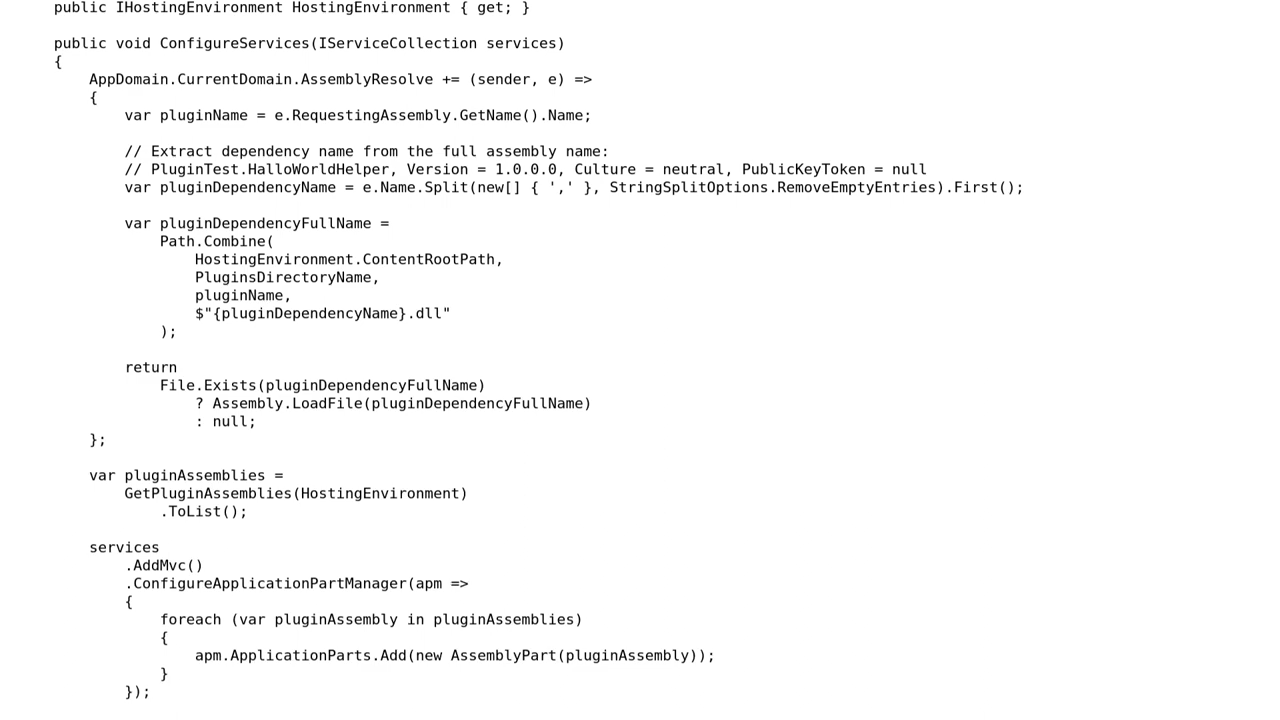 public IHostingEnvironment HostingEnvironment { get; }
public void ConfigureServices(IServiceCollection services)
{
AppDomain.CurrentDomain.AssemblyResolve += (sender, e) =>
{
var pluginName = e.RequestingAssembly.GetName().Name;
// Extract dependency name from the full assembly name:
// PluginTest.HalloWorldHelper, Version = 1.0.0.0, Culture = neutral, PublicKeyToken = null
var pluginDependencyName = e.Name.Split(new[] { ',' }, StringSplitOptions.RemoveEmptyEntries).First();
var pluginDependencyFullName =
Path.Combine(
HostingEnvironment.ContentRootPath,
PluginsDirectoryName,
pluginName,
$"{pluginDependencyName}.dll"
);
return
File.Exists(pluginDependencyFullName)
? Assembly.LoadFile(pluginDependencyFullName)
: null;
};
var pluginAssemblies =
GetPluginAssemblies(HostingEnvironment)
.ToList();
services
.AddMvc()
.ConfigureApplicationPartManager(apm =>
{
foreach (var pluginAssembly in pluginAssemblies)
{
apm.ApplicationParts.Add(new AssemblyPart(pluginAssembly));
}
});